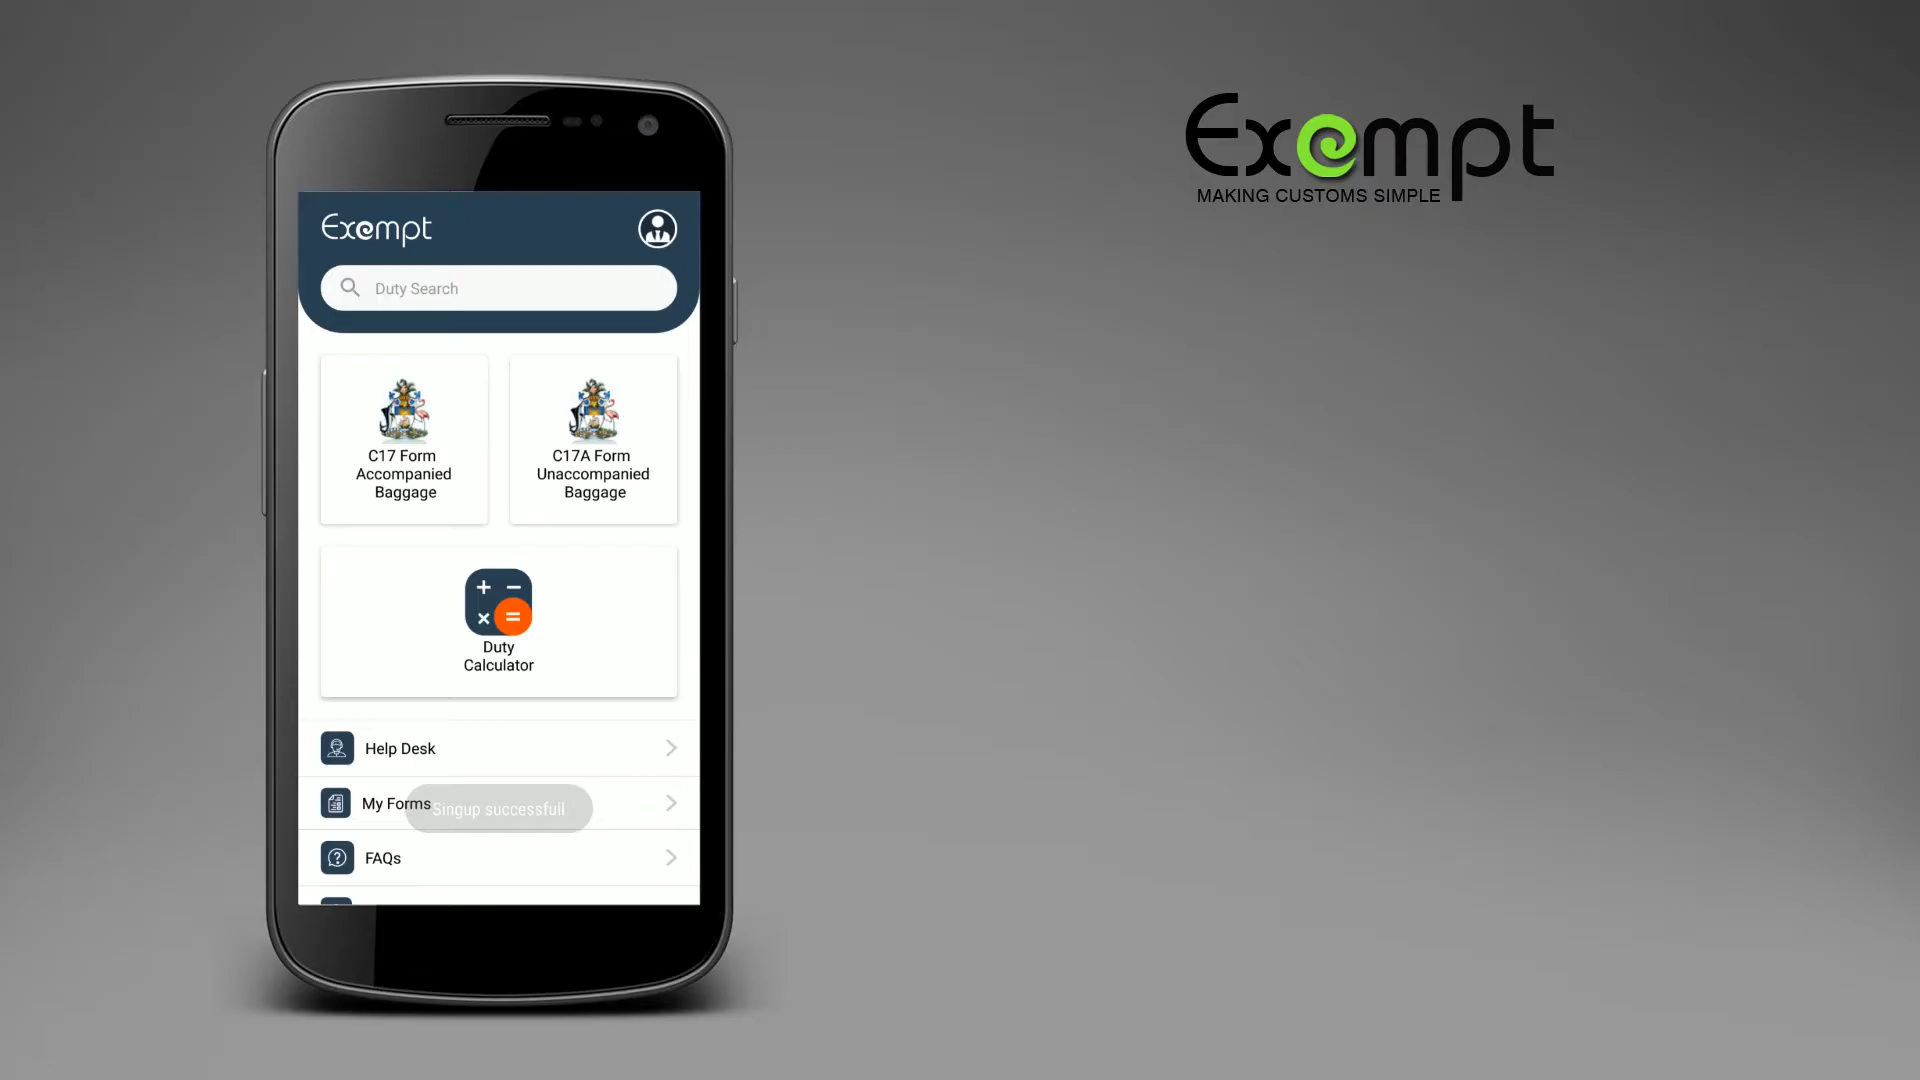 Exempt
MAKING CUSTOMS SIMPLE
Exempt
Duty Search
C17 Form
Accompanied
Baggage
C17A Form
Unaccompanied
Baggage
Duty
Calculator
Help Desk
My Forms
Singup successfull
FAQs